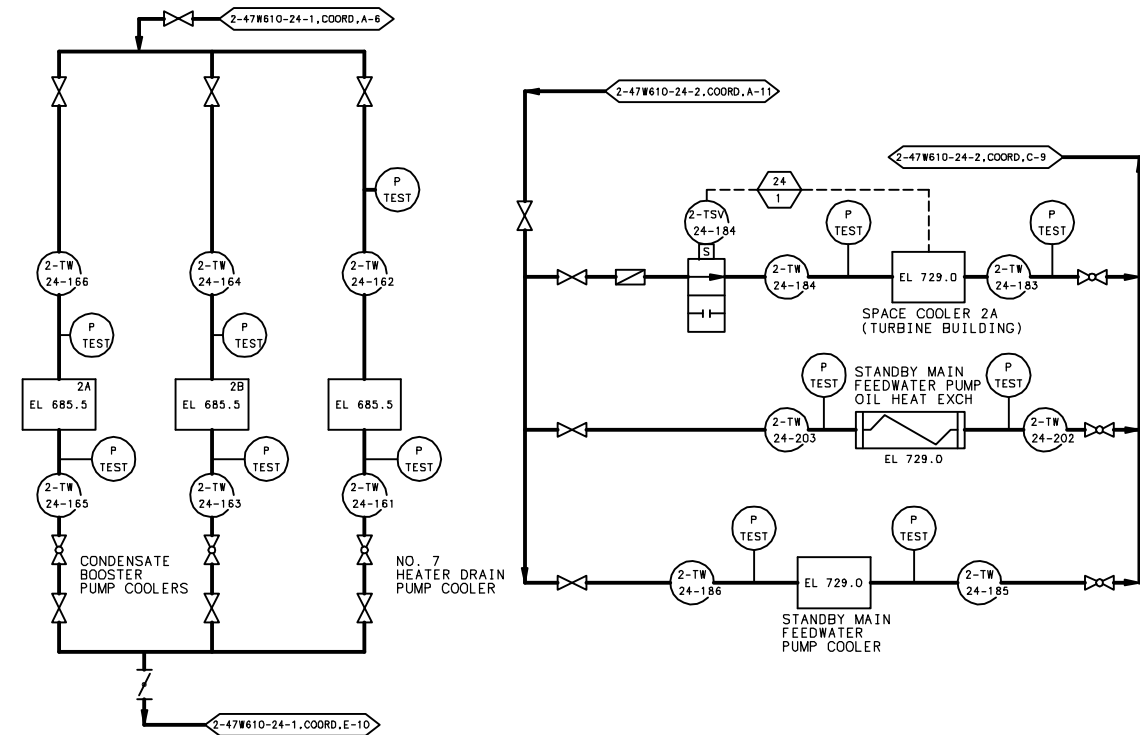 2-47W610-24-1,COORD,A-6
P
TEST
2-TW
24-166
2-TW
24-164
2-TW
24-162
P
TEST
P
TEST
2A
EL 685.5
2B
EL 685.5
EL 685.5
P
TEST
P
TEST
P
TEST
2-TW
24-165
2-TW
24-163
2-TW
24-161
CONDENSATE
BOOSTER
PUMP COOLERS
NO. 7
HEATER DRAIN
PUMP COOLER
2-47W610-24-1,COORD,E-10
2-47W610-24-2,COORD,A-11
2-47W610-24-2,COORD,C-9
24
1
2-TSV
24-184
S
P
TEST
P
TEST
2-TW
24-184
EL 729.0
2-TW
24-183
SPACE COOLER 2A
(TURBINE BUILDING)
P
TEST
STANDBY MAIN
FEEDWATER PUMP
OIL HEAT EXCH
P
TEST
2-TW
24-203
2-TW
24-202
EL 729.0
P
TEST
P
TEST
2-TW
24-186
EL 729.0
2-TW
24-185
STANDBY MAIN
FEEDWATER
PUMP COOLER